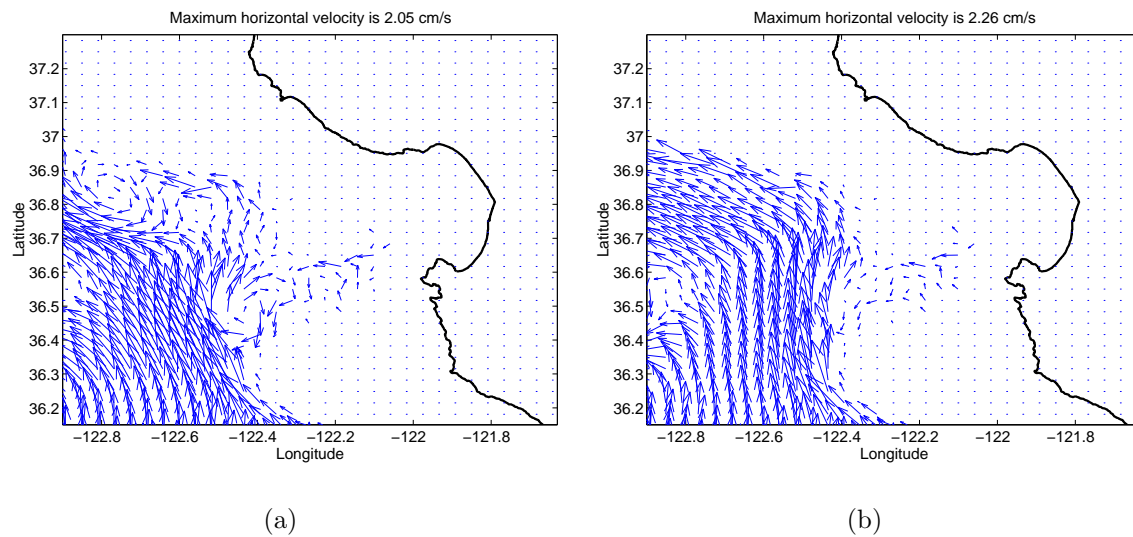 Maximum horizontal velocity is 2.05 cm/s
37.2
37.1
37
36.9
36.8
36.7
36.6
36.5
36.4
36.3
36.2
Latitude
−122.8 −122.6 −122.4 −122.2 −122 −121.8
Longitude
(a)
Maximum horizontal velocity is 2.26 cm/s
37.2
37.1
37
36.9
36.8
36.7
36.6
36.5
36.4
36.3
36.2
Latitude
−122.8 −122.6 −122.4 −122.2 −122 −121.8
Longitude
(b)